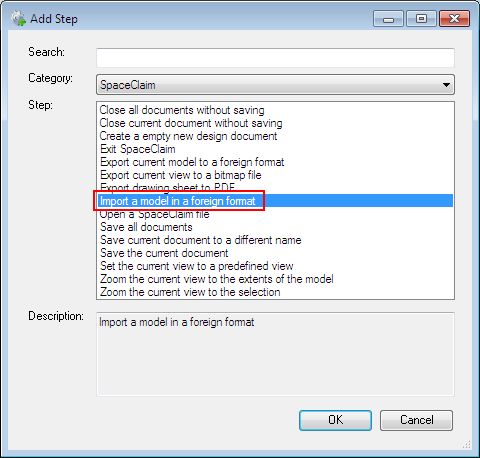 Add Step
Search:
Category:
SpaceClaim
Step:
Close all documents without saving
Close current document without saving
Create a empty new design document
Exit SpaceClaim
Export current model to a foreign format
Export current view to a bitmap file
Export drawing sheet to PDF
Import a model in a foreign format
Open a SpaceClaim file
Save all documents
Save current document to a different name
Save the current document
Set the current view to a predefined view
Zoom the current view to the extents of the model
Zoom the current view to the selection
Description:
Import a model in a foreign format
OK
Cancel